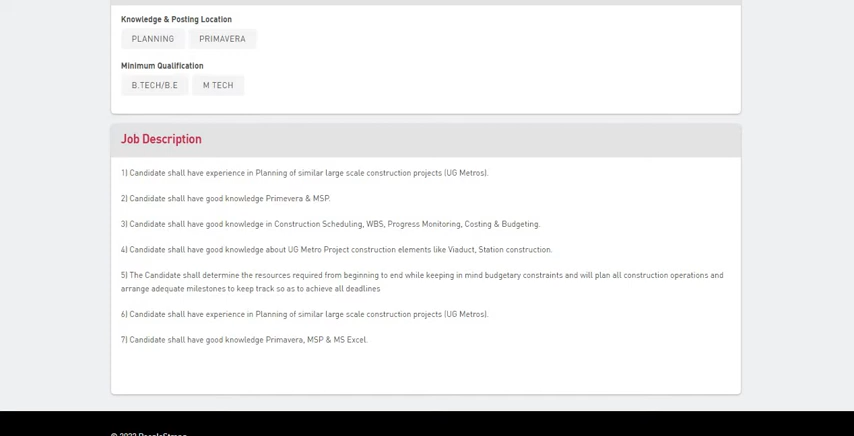 Knowledge & Posting Location
PLANNING PRIMAVERA
Minimum Qualification
B.TECH/B.E M TECH
Job Description
1) Candidate shall have experience in Planning of similar large scale construction projects (UG Metros).
2) Candidate shall have good knowledge Primevera & MSP.
3) Candidate shall have good knowledge in Construction Scheduling, WBS, Progress Monitoring, Costing & Budgeting.
4) Candidate shall have good knowledge about UG Metro Project construction elements like Viaduct, Station construction.
5) The Candidate shall determine the resources required from beginning to end while keeping in mind budgetary constraints and will plan all construction operations and
arrange adequate milestones to keep track so as to achieve all deadlines
6) Candidate shall have experience in Planning of similar large scale construction projects (UG Metros).
7) Candidate shall have good knowledge Primavera, MSP & MS Excel.
© 2022 PeopleStrong